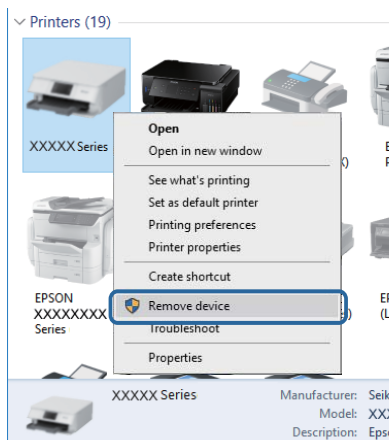 Printers (19)
XXXXX Series
Open
Open in new window
See what's printing
Set as default printer
Printing preferences
Printer properties
Create shortcut
Remove device
Troubleshoot
Properties
EPSON
XXXXXXXX
Series
XXXXX Series
Manufacturer:
Model:
Description: